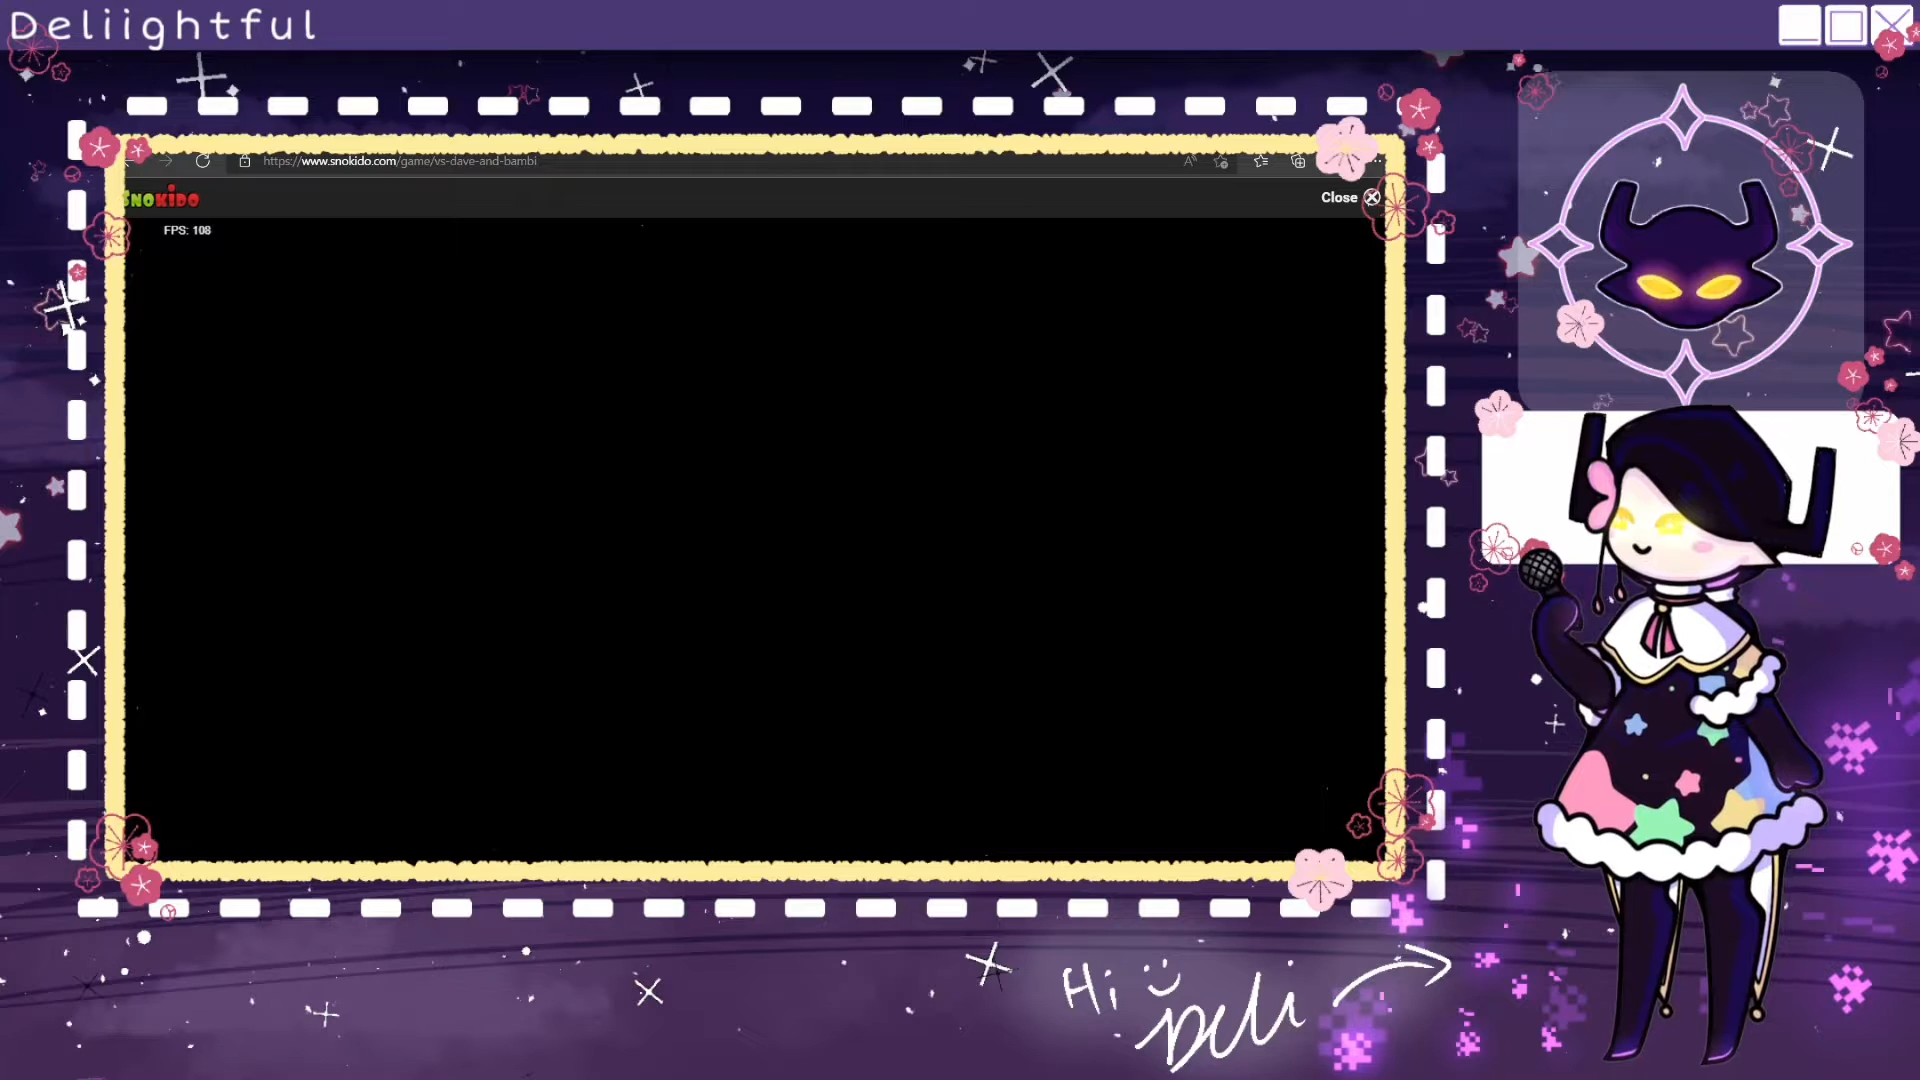 Deliightful
https://www.snokido.com/game/vs-dave-and-bambi
SNOKIDO
Close
FPS: 108
Hi
Deli